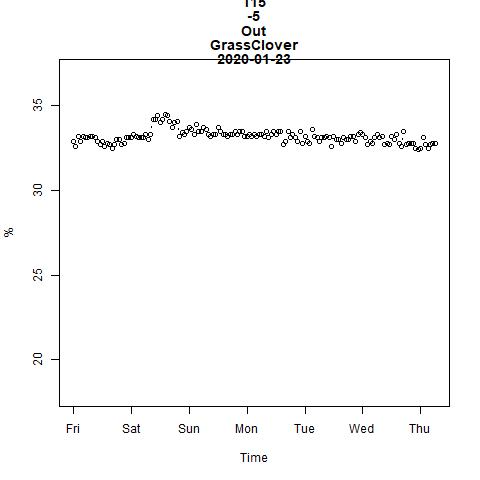 T15
-5
Out
GrassClover
2020-01-23
35
30
25
20
%
Fri Sat Sun Mon Tue Wed Thu
Time